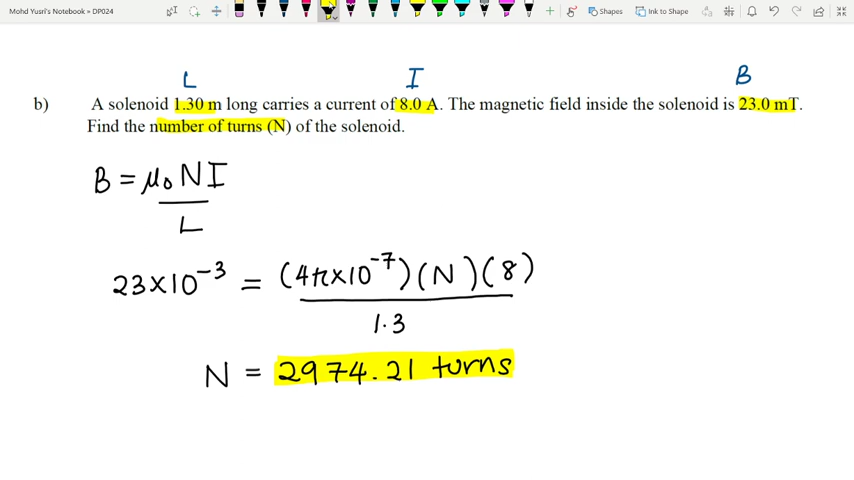 Mohd Yusri's Notebook > DP024
Shapes
Ink to Shape
L I B
b) A solenoid 1.30 m long carries a current of 8.0 A. The magnetic field inside the solenoid is 23.0 mT.
Find the number of turns (N) of the solenoid.
B = μ₀NI
L
23×10⁻³ = (4π×10⁻⁷)(N)(8)
1.3
N = 2974.21 turns